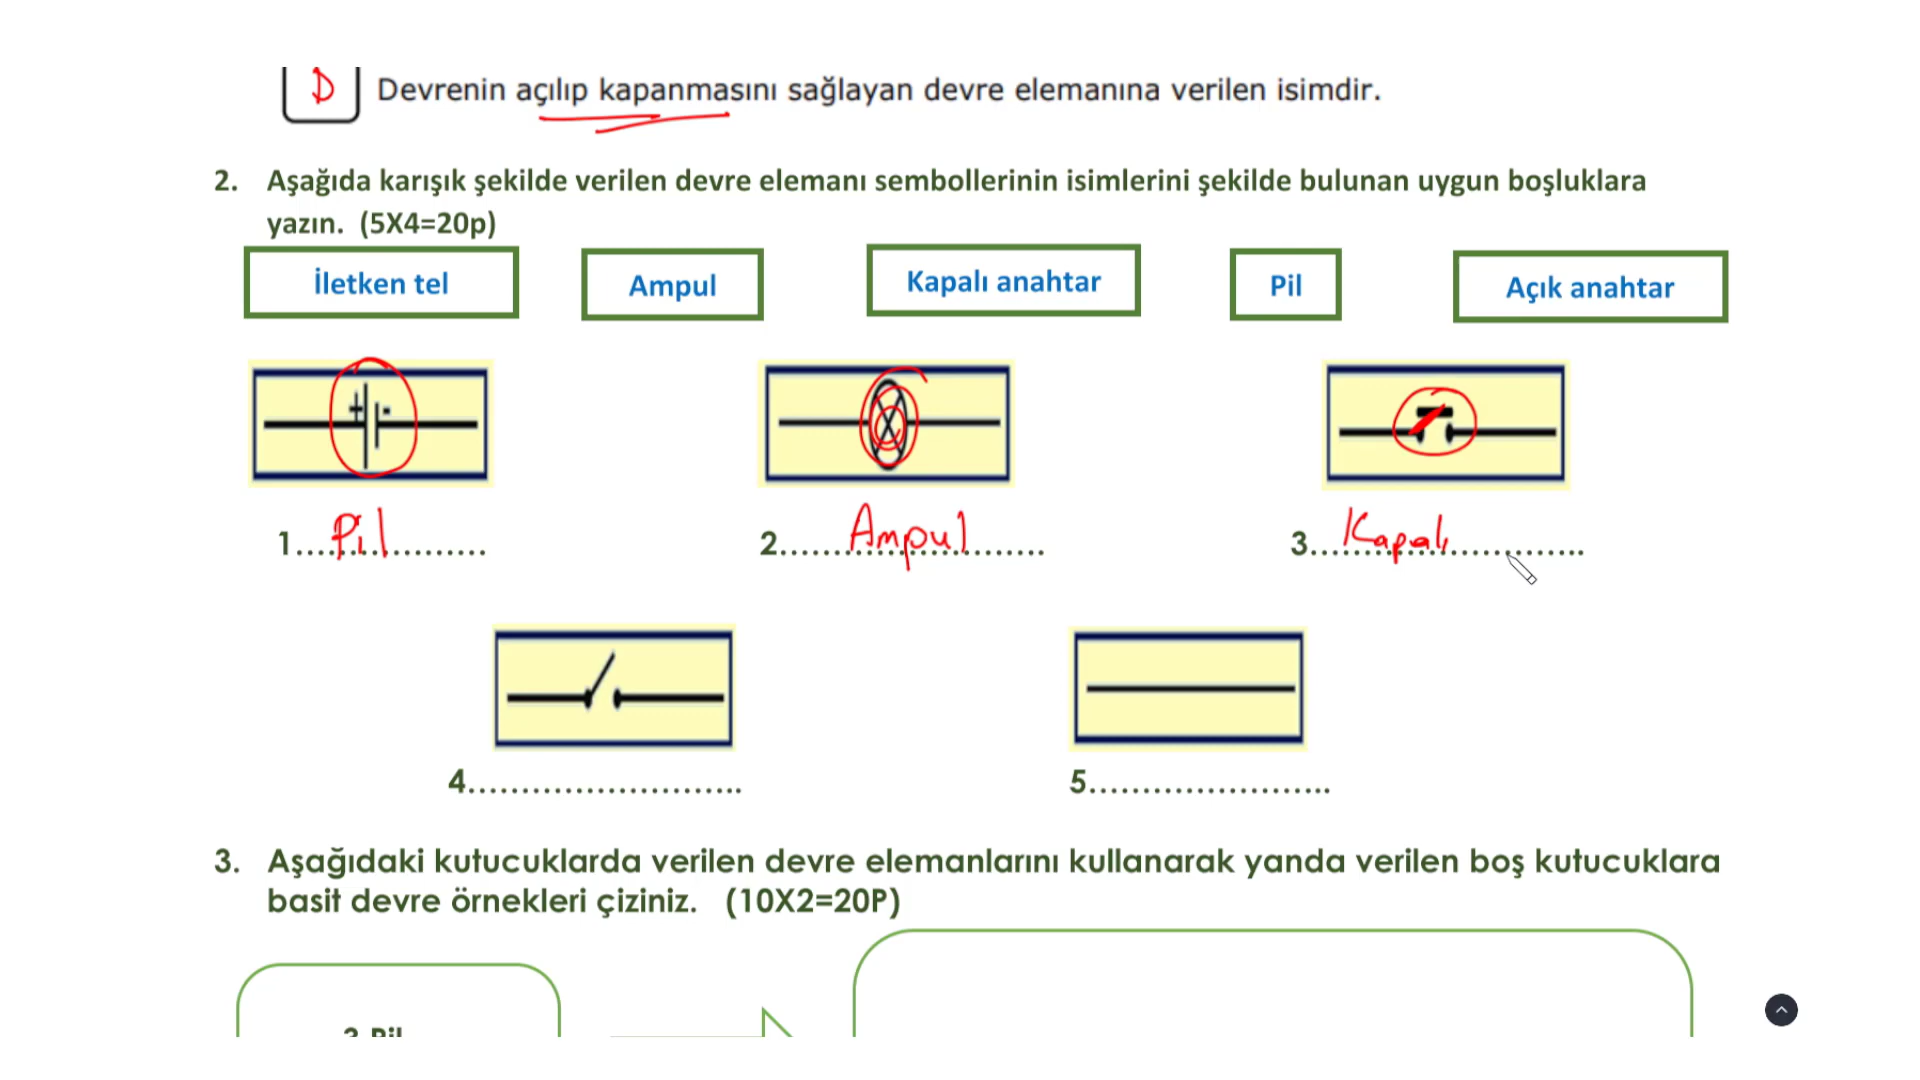 D Devrenin açılıp kapanmasını sağlayan devre elemanına verilen isimdir.
2. Aşağıda karışık şekilde verilen devre elemanı sembollerinin isimlerini şekilde bulunan uygun boşluklara
yazın. (5X4=20p)
İletken tel Ampul Kapalı anahtar Pil Açık anahtar
1.................. Pil 2......................... Ampul 3.......................... Kapalı
4.......................... 5.......................
3. Aşağıdaki kutucuklarda verilen devre elemanlarını kullanarak yanda verilen boş kutucuklara
basit devre örnekleri çiziniz. (10X2=20P)
Pil